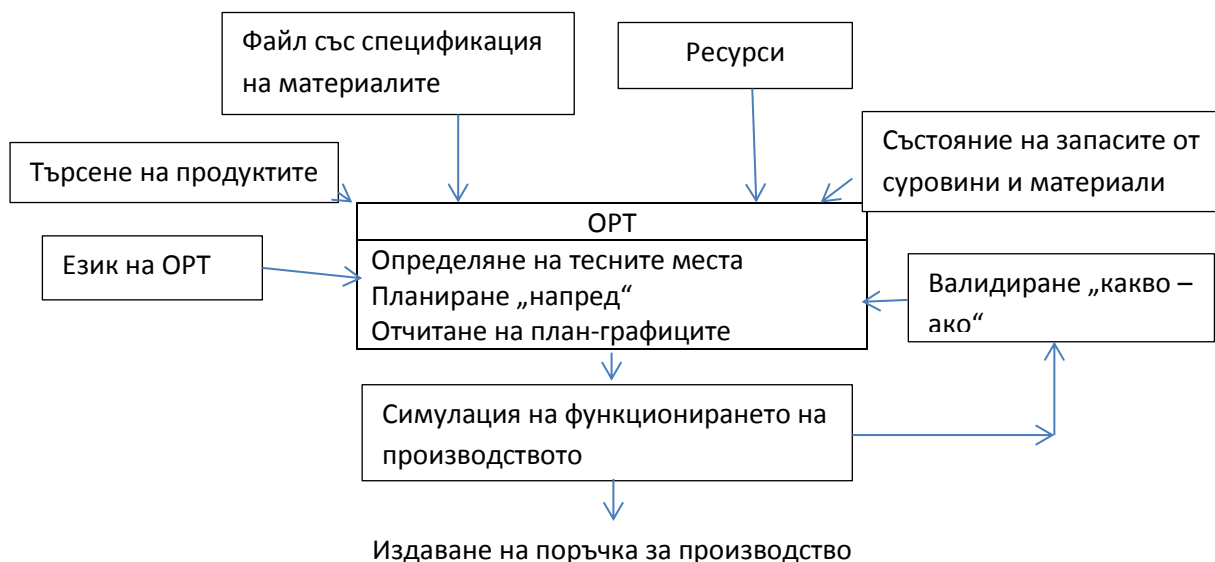 Файл със спецификация
на материалите
Ресурси
Търсене на продуктите
Състояние на запасите от
суровини и материали
ОРТ
Език на ОРТ
Определяне на тесните места
Планиране „напред“
Отчитане на план-графиците
Валидиране „какво –
ако“
Симулация на функционирането на
производството
Издаване на поръчка за производство